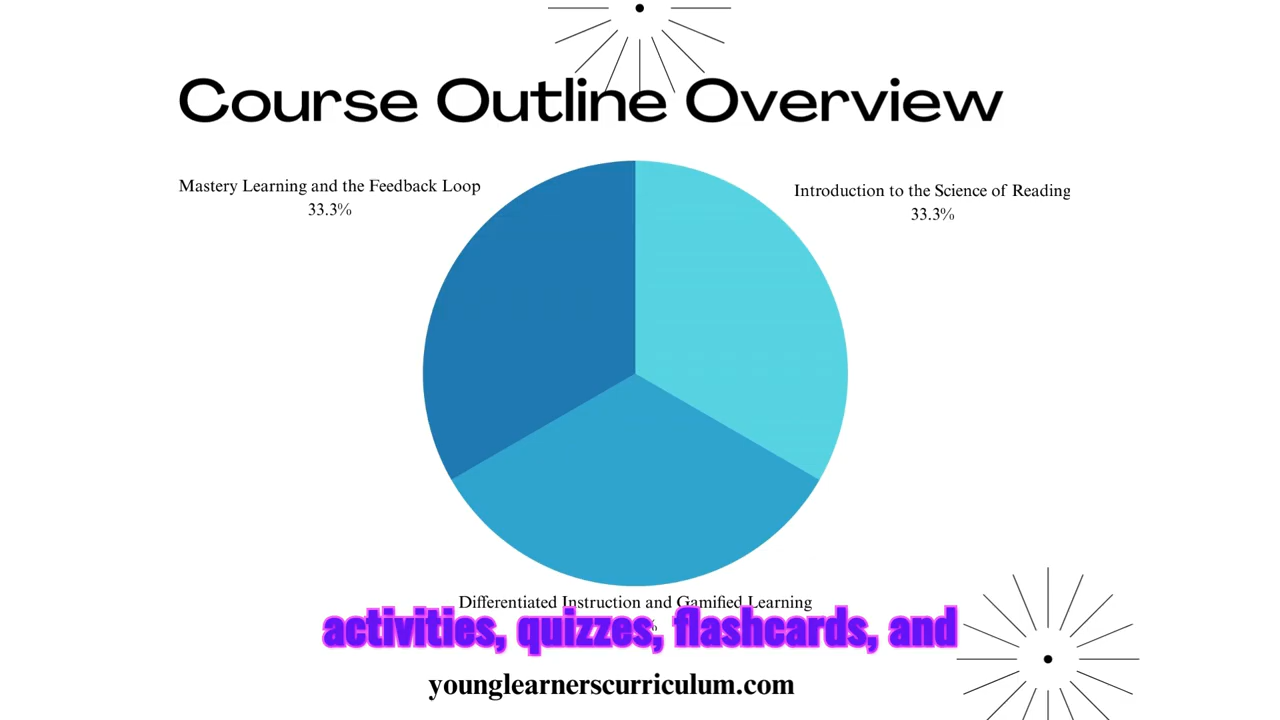 Course Outline Overview
Mastery Learning and the Feedback Loop
33.3%
Introduction to the Science of Reading
33.3%
Differentiated Instruction and Gamified Learning
activities, quizzes, flashcards, and
younglearnerscurriculum.com